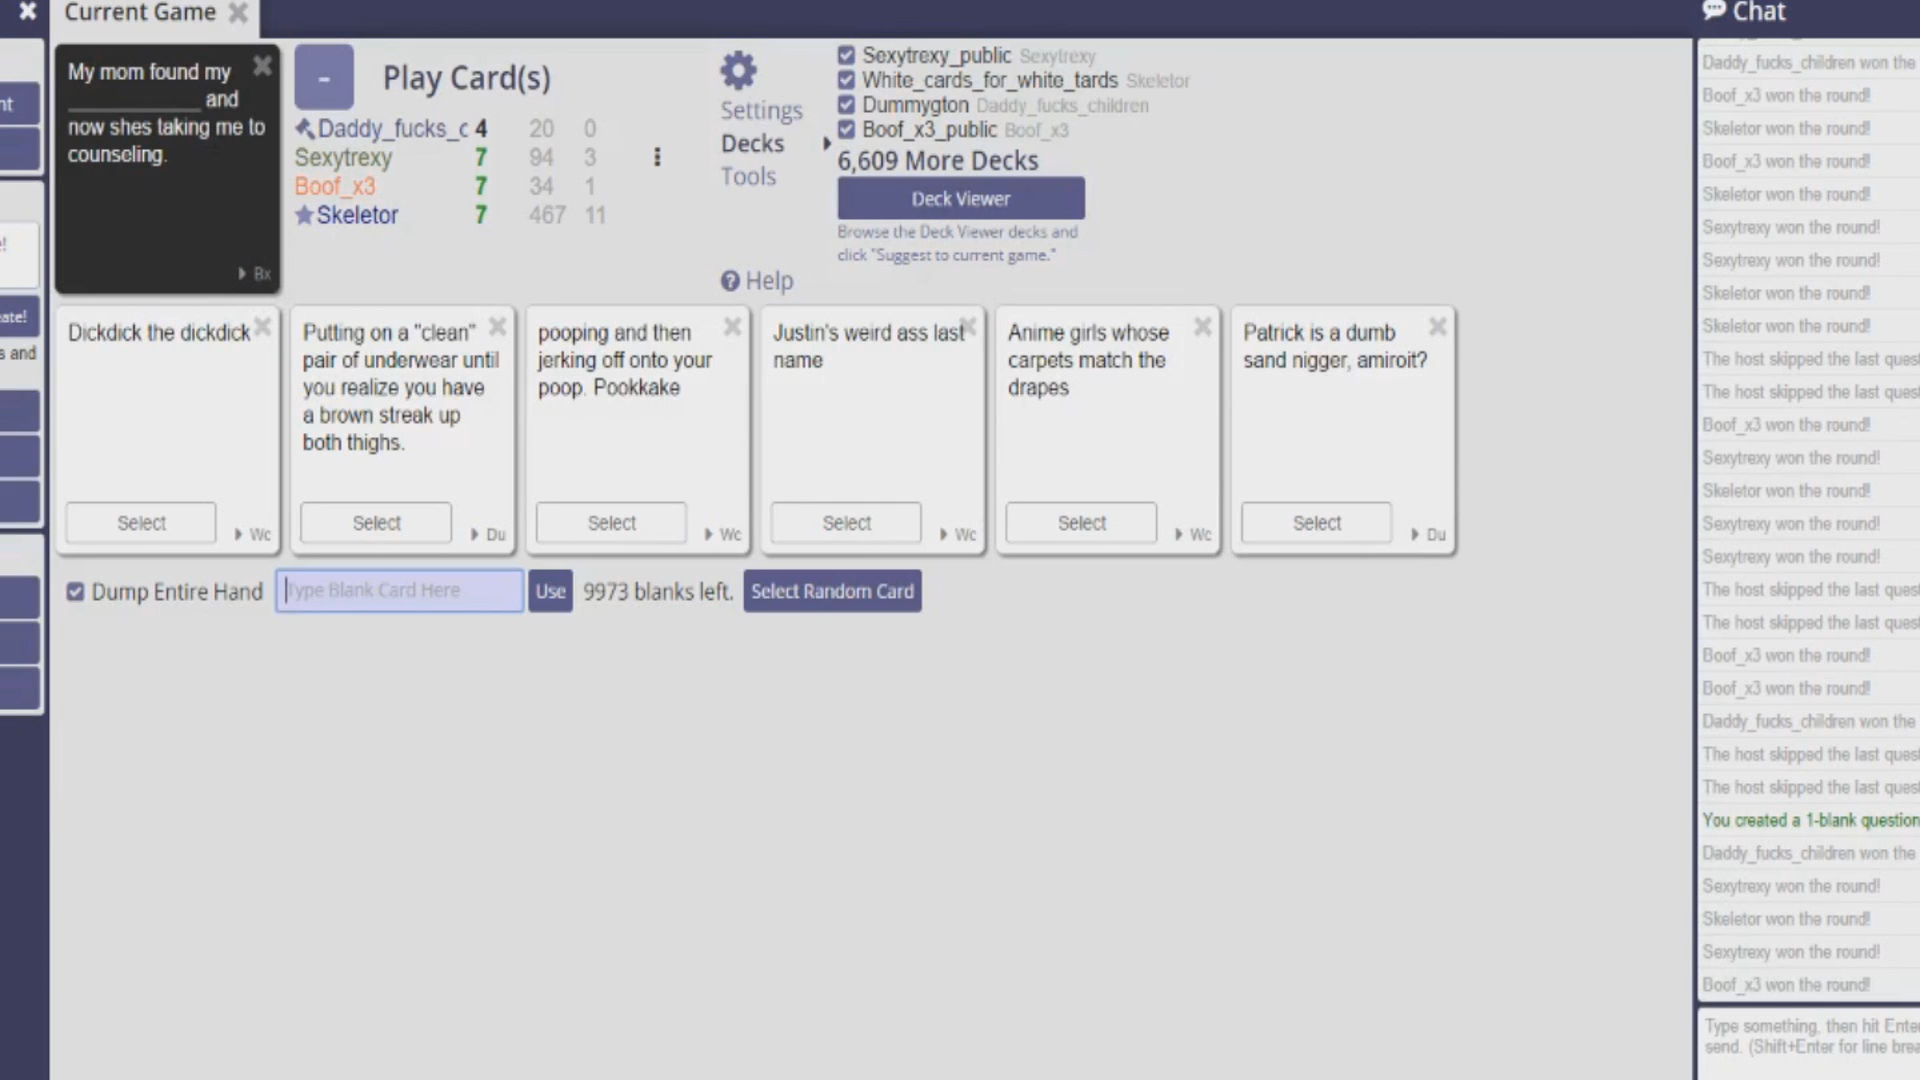 Current Game
Chat
My mom found my
____________ and
now shes taking me to
counseling.
Bx
-
Play Card(s)
Daddy_fucks_c 4 20 0
Sexytrexy 7 94 3
Boof_x3 7 34 1
Skeletor 7 467 11
Settings
Decks
Tools
Help
Sexytrexy_public Sexytrexy
White_cards_for_white_tards Skeletor
Dummygton Daddy_fucks_children
Boof_x3_public Boof_x3
6,609 More Decks
Deck Viewer
Browse the Deck Viewer decks and
click "Suggest to current game."
Dickdick the dickdick
Select
Wc
Putting on a "clean"
pair of underwear until
you realize you have
a brown streak up
both thighs.
Select
Du
pooping and then
jerking off onto your
poop. Pookkake
Select
Wc
Justin's weird ass last
name
Select
Wc
Anime girls whose
carpets match the
drapes
Select
Wc
Patrick is a dumb
sand nigger, amiroit?
Select
Du
Dump Entire Hand
Type Blank Card Here
Use
9973 blanks left.
Select Random Card
nt
e!
ate!
s and
Daddy_fucks_children won the
Boof_x3 won the round!
Skeletor won the round!
Boof_x3 won the round!
Skeletor won the round!
Sexytrexy won the round!
Sexytrexy won the round!
Skeletor won the round!
Skeletor won the round!
The host skipped the last quest
The host skipped the last quest
Boof_x3 won the round!
Sexytrexy won the round!
Skeletor won the round!
Sexytrexy won the round!
Sexytrexy won the round!
The host skipped the last quest
The host skipped the last quest
Boof_x3 won the round!
Boof_x3 won the round!
Daddy_fucks_children won the
The host skipped the last quest
The host skipped the last quest
You created a 1-blank question
Daddy_fucks_children won the
Sexytrexy won the round!
Skeletor won the round!
Sexytrexy won the round!
Boof_x3 won the round!
Type something, then hit Enter
send. (Shift+Enter for line brea